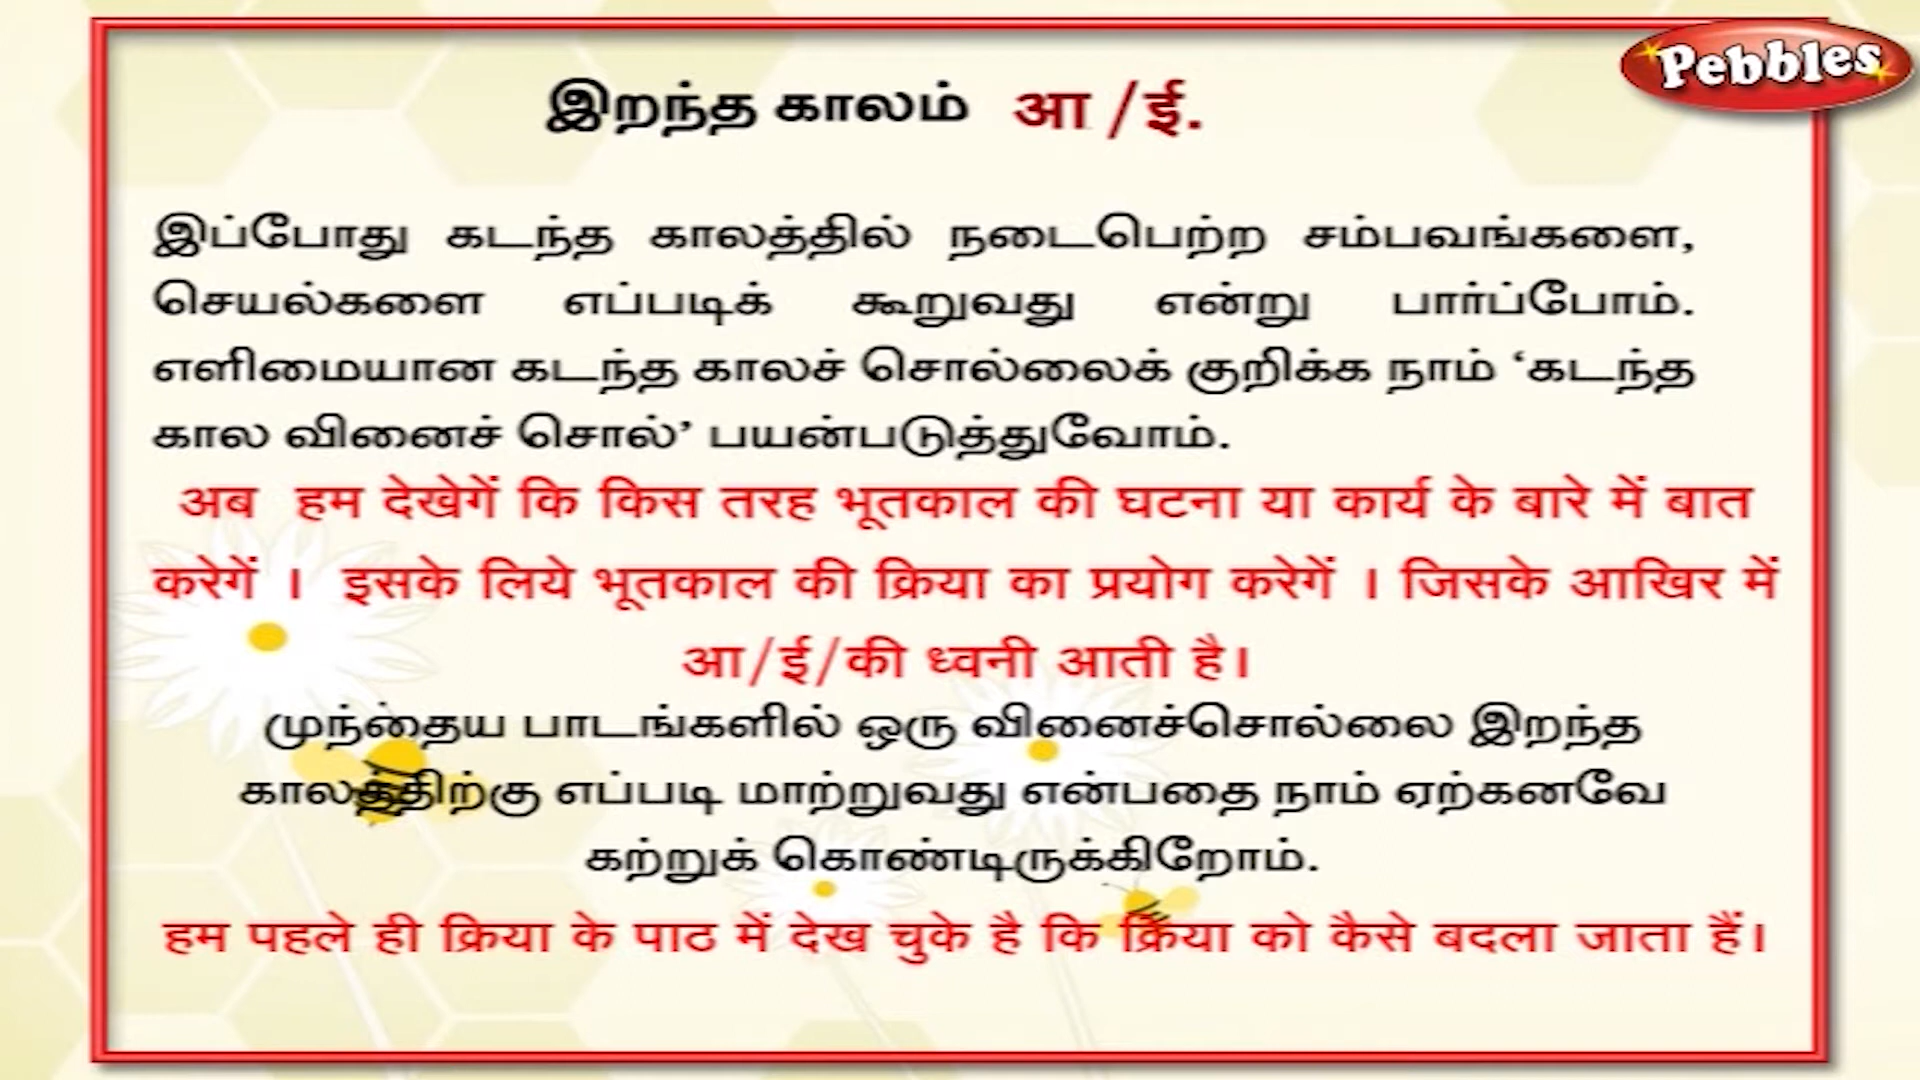 Pebbles
இறந்த காலம் आ /ई.
இப்போது கடந்த காலத்தில் நடைபெற்ற சம்பவங்களை,
செயல்களை எப்படிக் கூறுவது என்று பார்ப்போம்.
எளிமையான கடந்த காலச் சொல்லைக் குறிக்க நாம் ‘கடந்த
கால வினைச் சொல்’ பயன்படுத்துவோம்.
अब हम देखेगें कि किस तरह भूतकाल की घटना या कार्य के बारे में बात
करेगें । इसके लिये भूतकाल की क्रिया का प्रयोग करेगें । जिसके आखिर में
आ/ई/की ध्वनी आती है।
முந்தைய பாடங்களில் ஒரு வினைச்சொல்லை இறந்த
காலத்திற்கு எப்படி மாற்றுவது என்பதை நாம் ஏற்கனவே
கற்றுக் கொண்டிருக்கிறோம்.
हम पहले ही क्रिया के पाठ में देख चुके है कि क्रिया को कैसे बदला जाता हैं।